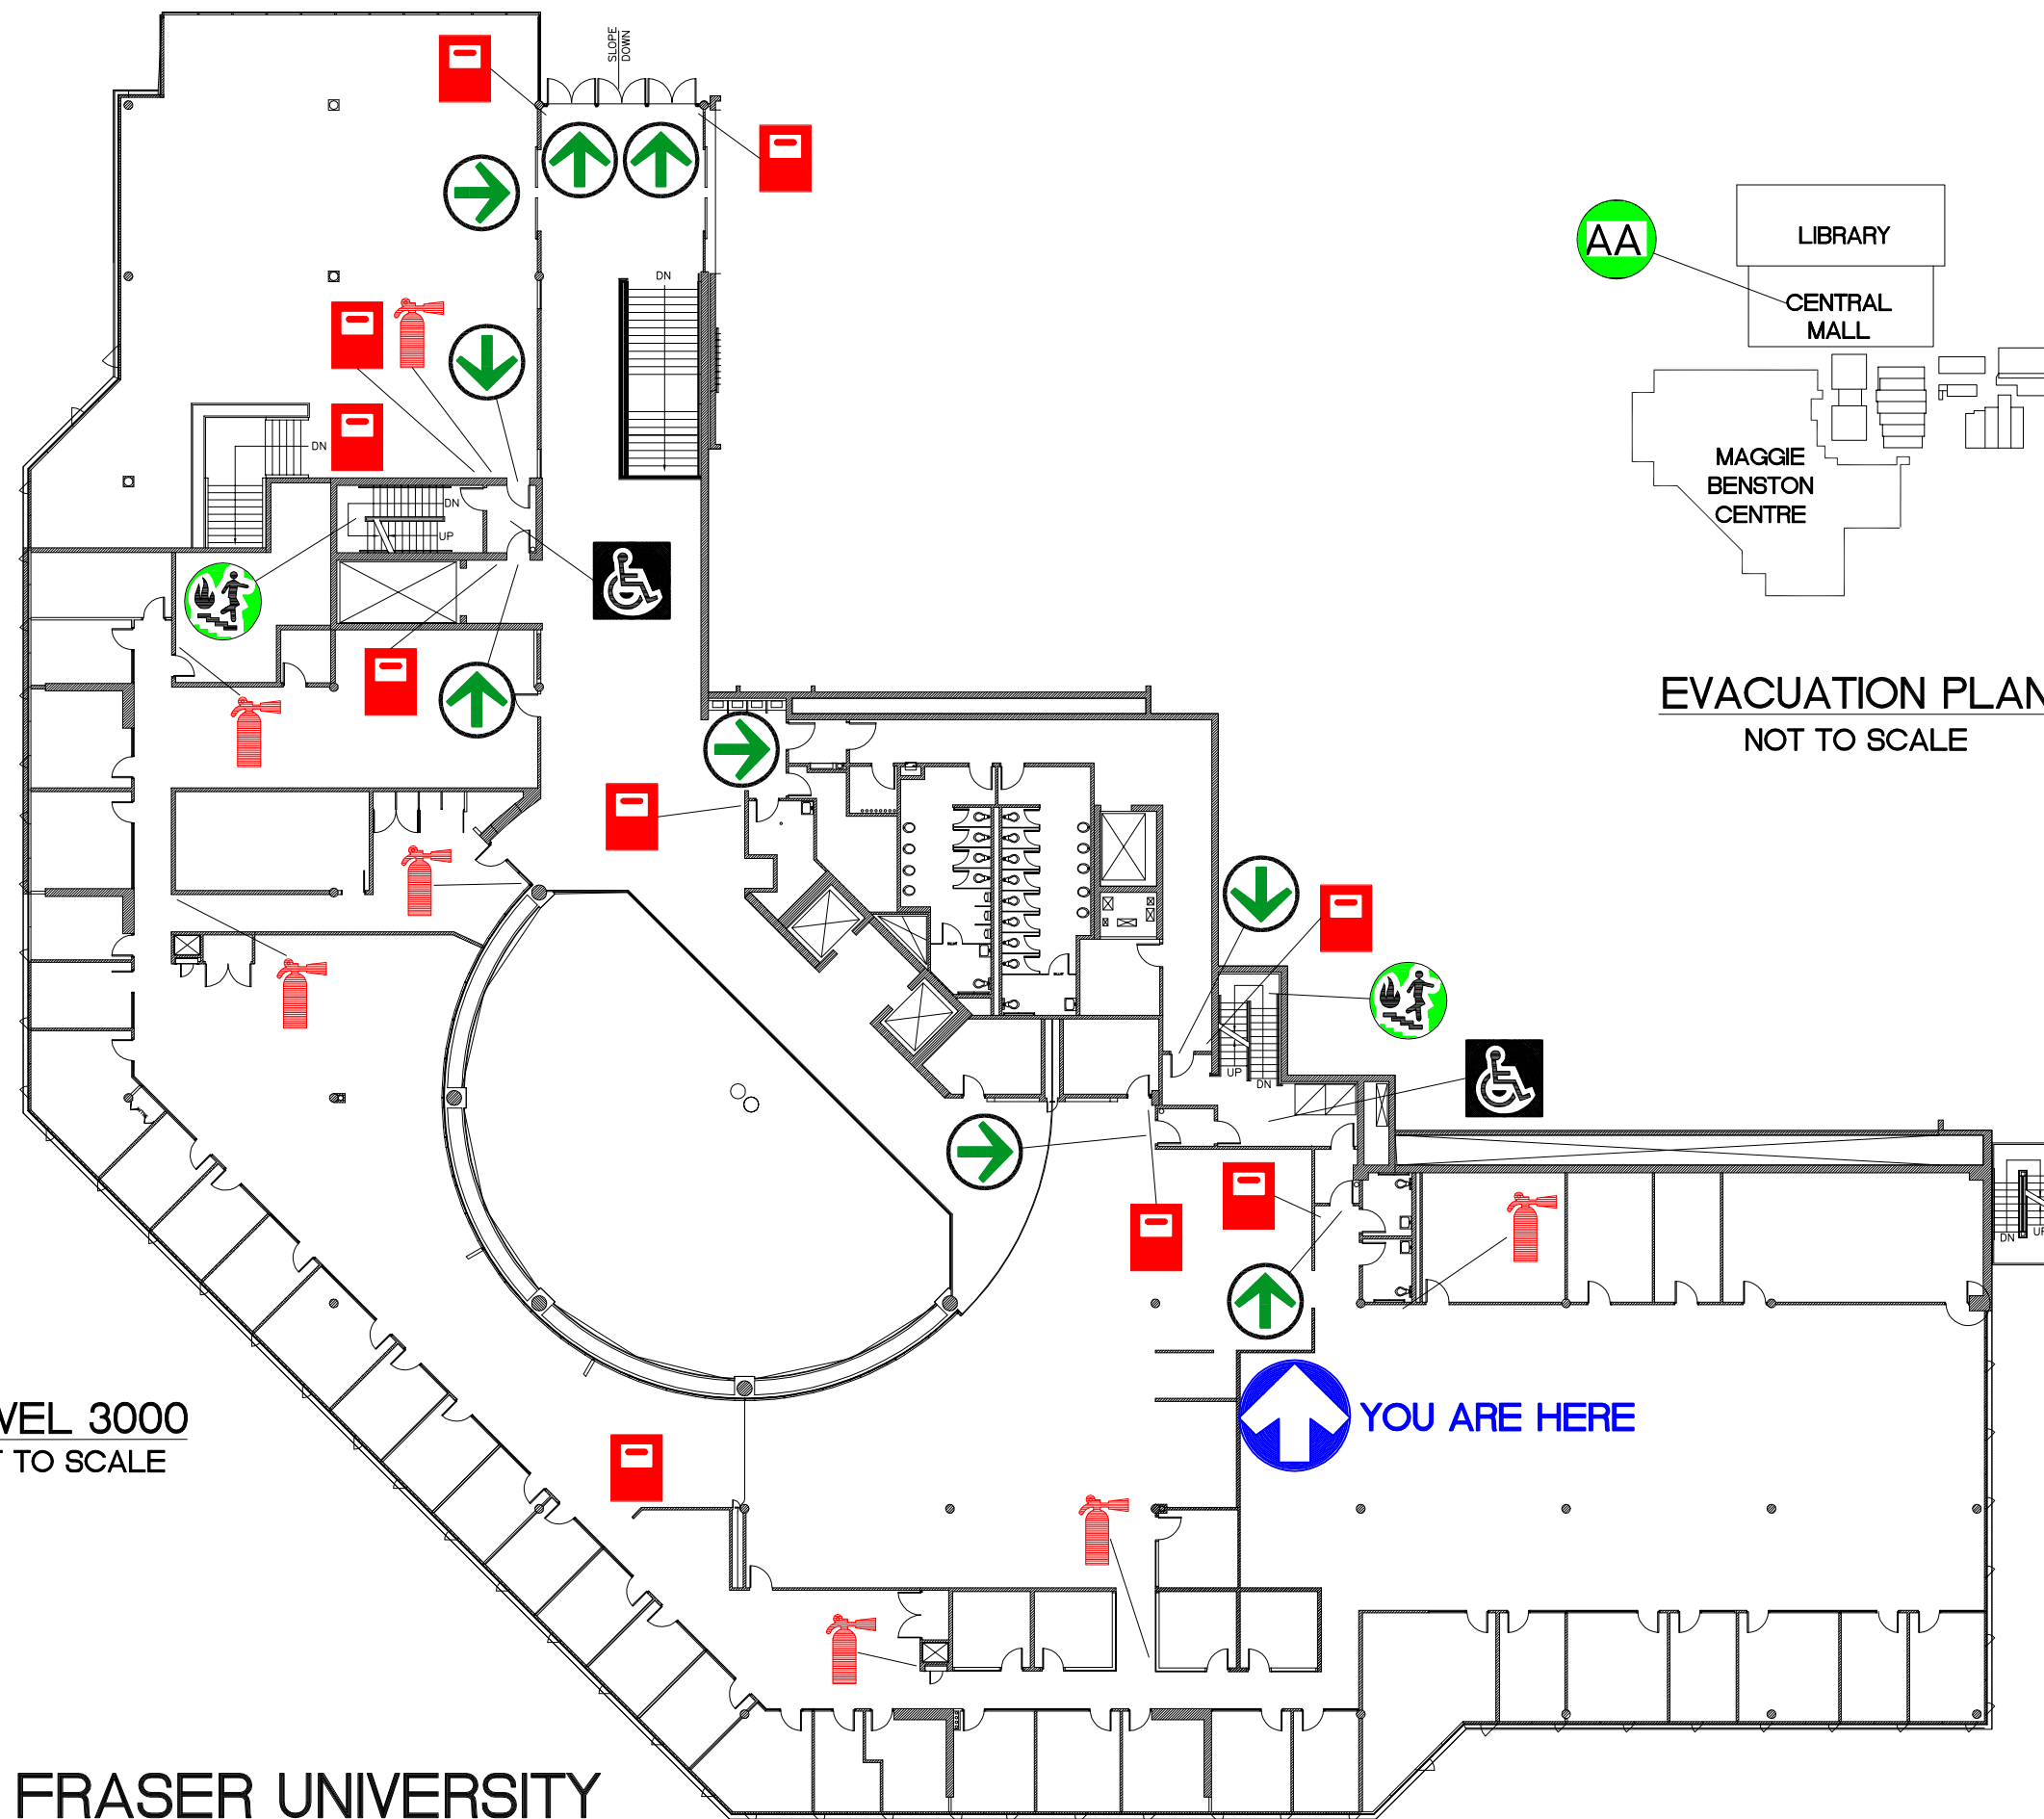 SLOPE
DOWN
DN
AA
LIBRARY
CENTRAL
MALL
MAGGIE
BENSTON
CENTRE
DN
DN
UP
EVACUATION PLAN
NOT TO SCALE
UP
DN
DN
UP
YOU ARE HERE
VEL 3000
TO SCALE
FRASER UNIVERSITY